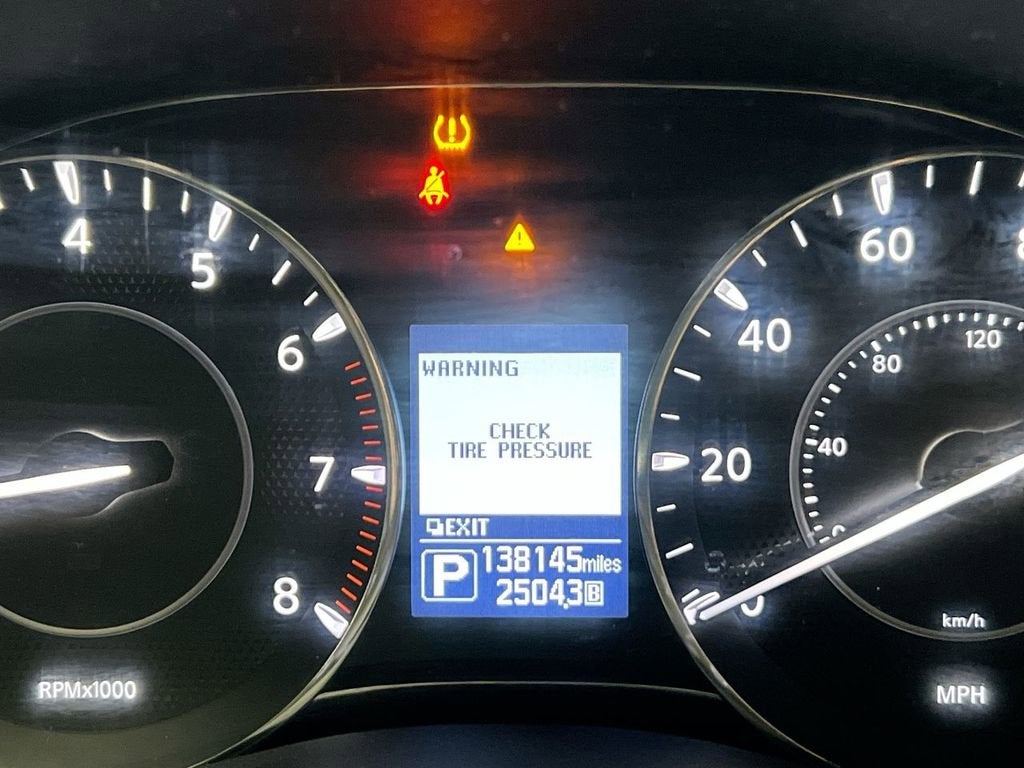 4
5
6
7
8
RPMx1000
WARNING
CHECK
TIRE PRESSURE
EXIT
P 138145miles
2504.3 B
60
40
20
0
120
80
40
km/h
MPH